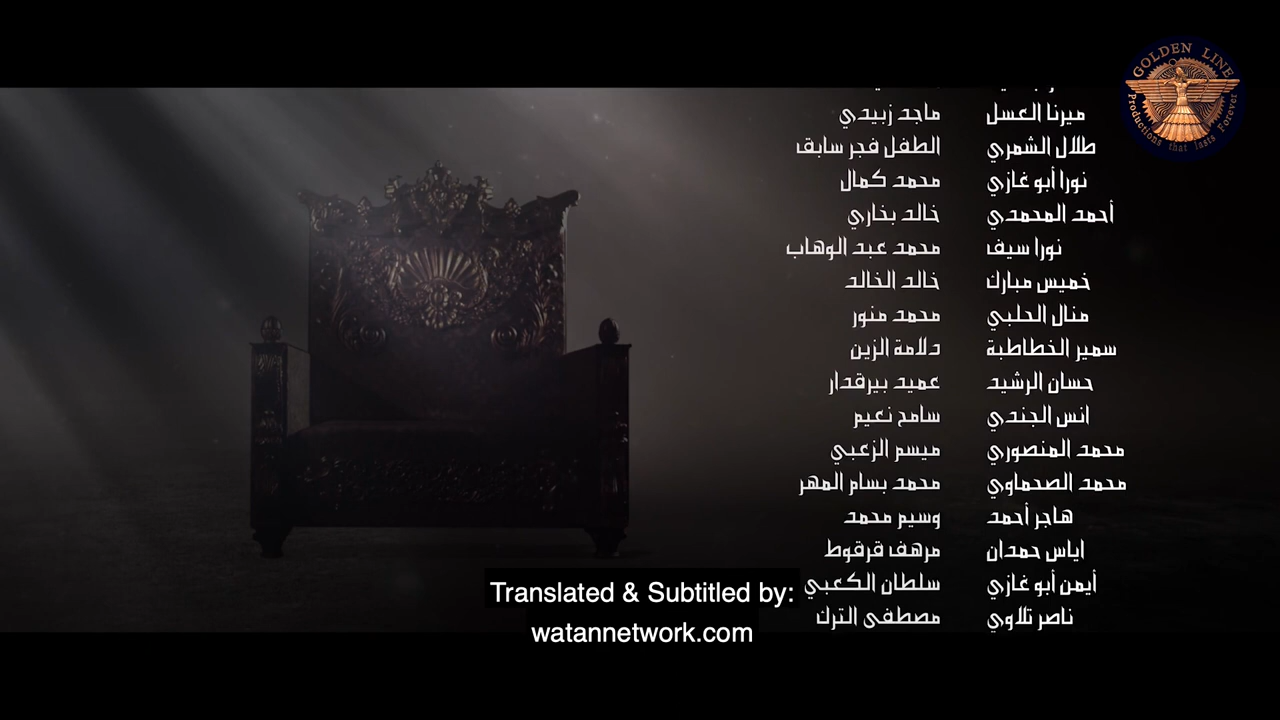 GOLDEN LINE
Productions that lasts Forever
ميرنا العسل ماجد زبيدي
طلال الشمري الطفل فجر سابق
نورا أبو غازي محمد كمال
أحمد المحمدي خالد بخاري
نورا سيف محمد عبد الوهاب
خميس مبارك خالد الخالد
منال الحلبي محمد منور
سمير الخطاطبة دلامة الزين
حسان الرشيد عميد بيرقدار
انس الجندي سامح نعيم
محمد المنصوري ميسم الزعبي
محمد الصحماوي محمد بسام المهر
هاجر أحمد وسيم محمد
اياس حمدان مرهف قرقوط
أيمن أبو غازي سلطان الكعبي
ناصر تلاوي مصطفى الترك
Translated & Subtitled by:
watannetwork.com